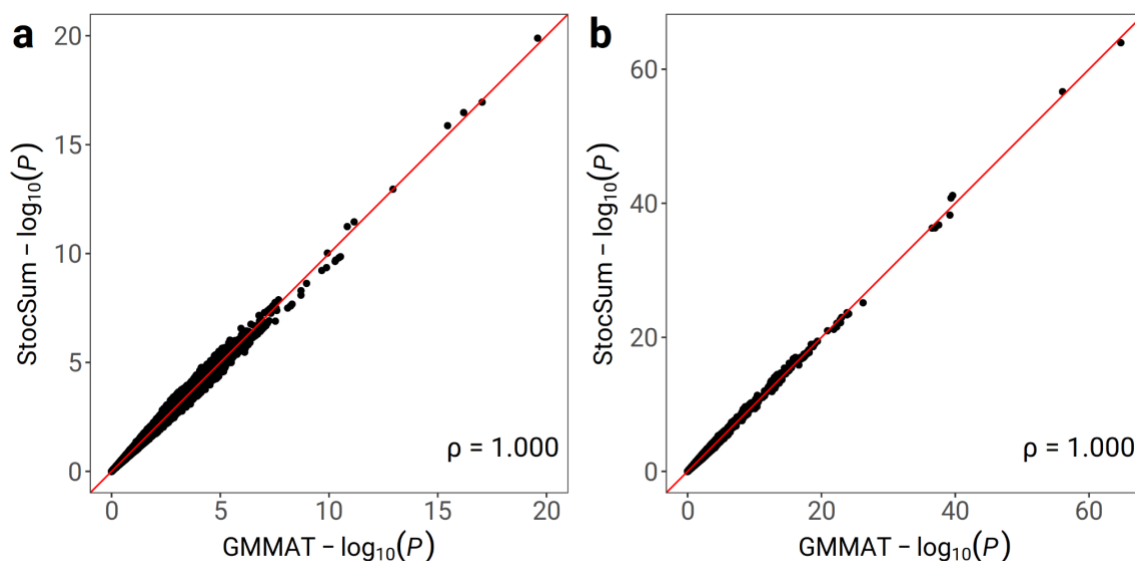 a
StocSum − log₁₀(P)
20
15
10
5
0
ρ = 1.000
0 5 10 15 20
GMMAT − log₁₀(P)
b
StocSum − log₁₀(P)
60
40
20
0
ρ = 1.000
0 20 40 60
GMMAT − log₁₀(P)